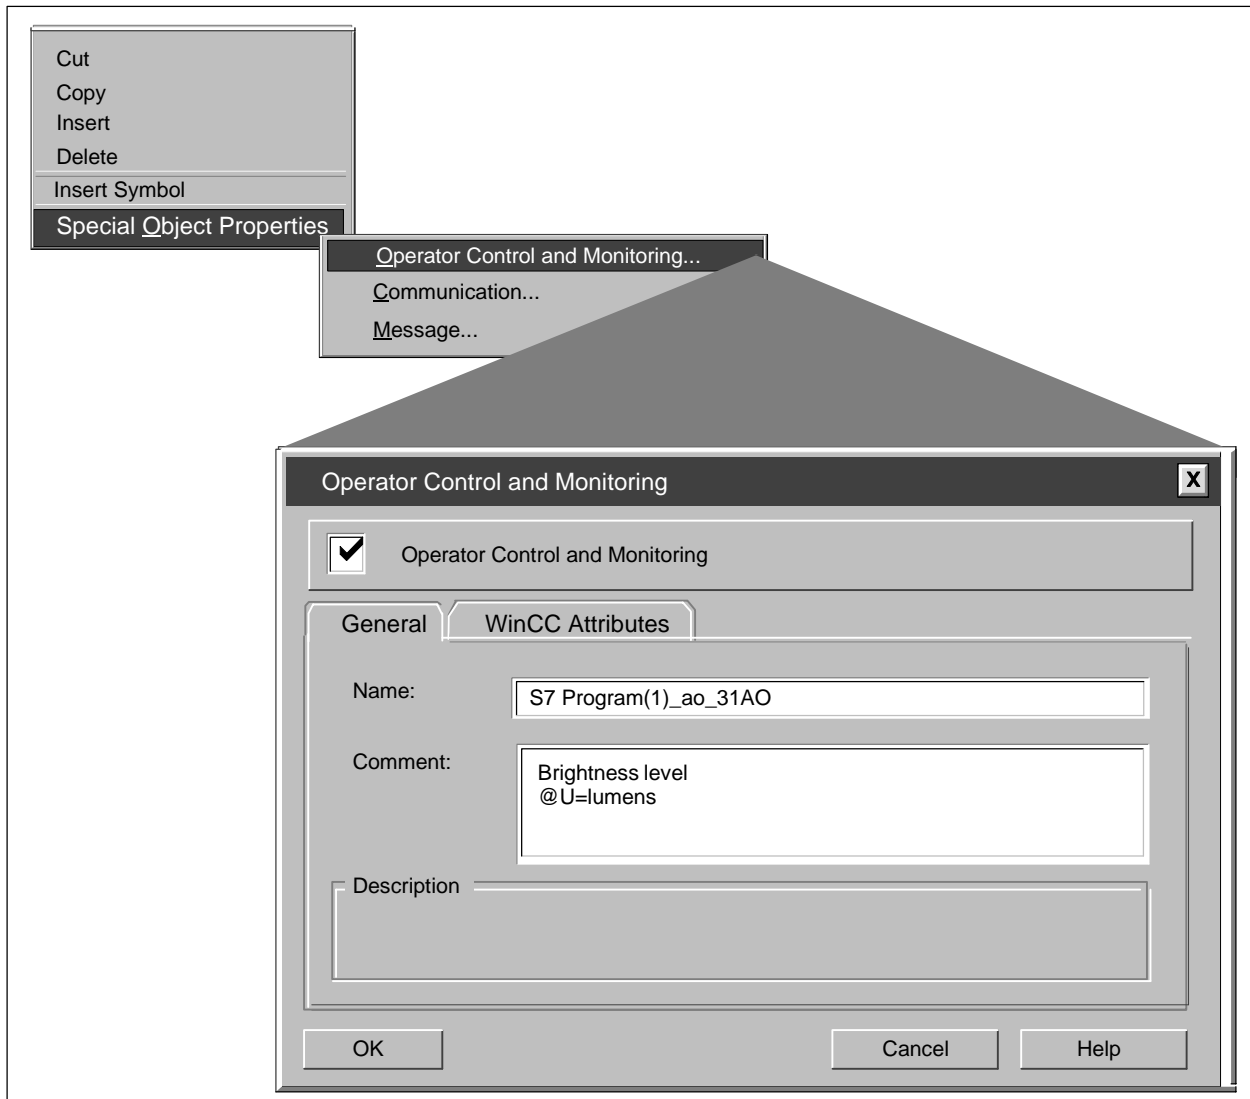 Cut
Copy
Insert
Delete
Insert Symbol
Special Object Properties
Operator Control and Monitoring...
Communication...
Message...
Operator Control and Monitoring
X
Operator Control and Monitoring
General
WinCC Attributes
Name:
S7 Program(1)_ao_31AO
Comment:
Brightness level
@U=lumens
Description
OK
Cancel
Help